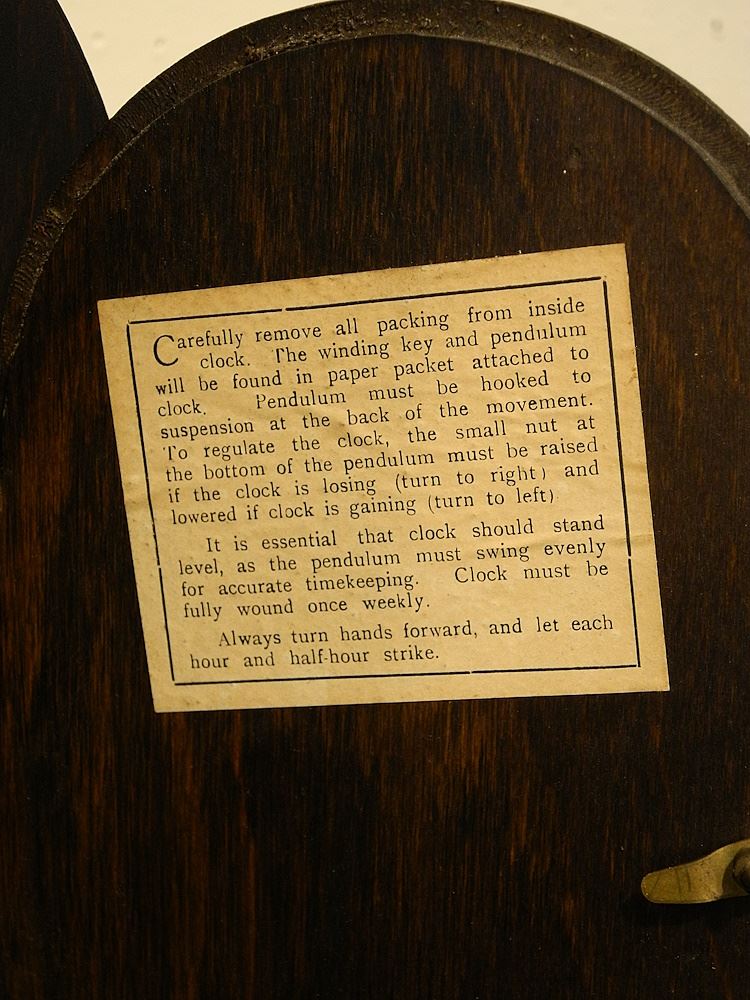 Carefully remove all packing from inside
clock. The winding key and pendulum
will be found in paper packet attached to
clock. Pendulum must be hooked to
suspension at the back of the movement.
To regulate the clock, the small nut at
the bottom of the pendulum must be raised
if the clock is losing (turn to right) and
lowered if clock is gaining (turn to left)
It is essential that clock should stand
level, as the pendulum must swing evenly
for accurate timekeeping. Clock must be
fully wound once weekly.
Always turn hands forward, and let each
hour and half-hour strike.